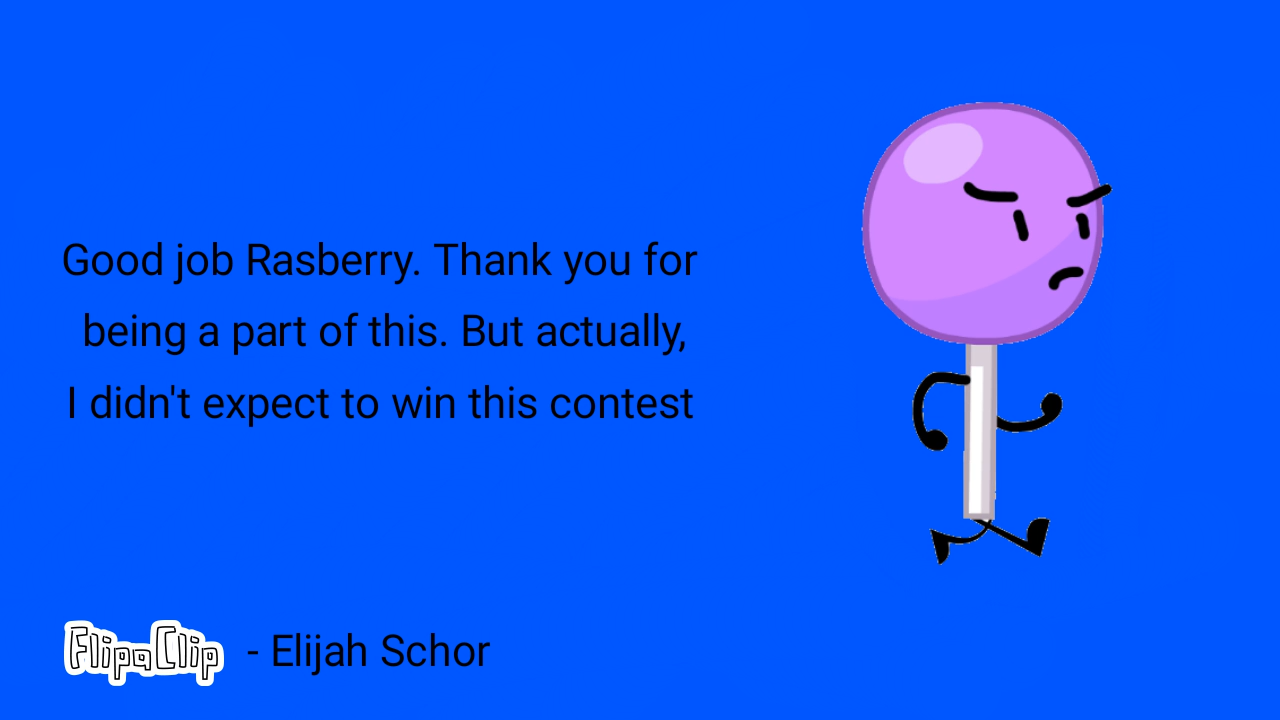 Good job Rasberry. Thank you for
being a part of this. But actually,
I didn't expect to win this contest
FlipaClip - Elijah Schor